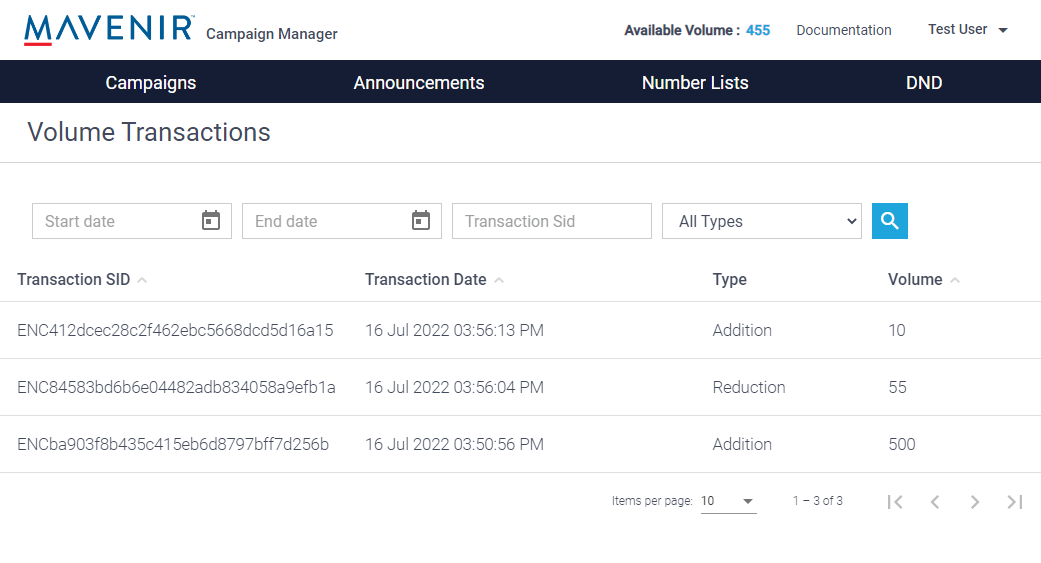 MAVENIR™ Campaign Manager Available Volume : 455 Documentation Test User
Campaigns Announcements Number Lists DND
Volume Transactions
Start date End date Transaction Sid All Types
Transaction SID Transaction Date Type Volume
ENC412dcec28c2f462ebc5668dcd5d16a15 16 Jul 2022 03:56:13 PM Addition 10
ENC84583bd6b6e04482adb834058a9efb1a 16 Jul 2022 03:56:04 PM Reduction 55
ENCba903f8b435c415eb6d8797bff7d256b 16 Jul 2022 03:50:56 PM Addition 500
Items per page: 10 1 – 3 of 3